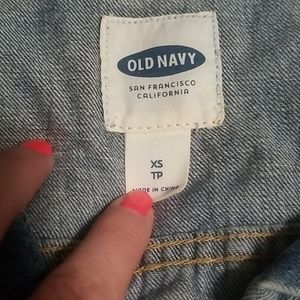 OLD NAVY
SAN FRANCISCO
CALIFORNIA
XS
TP
MADE IN CHINA